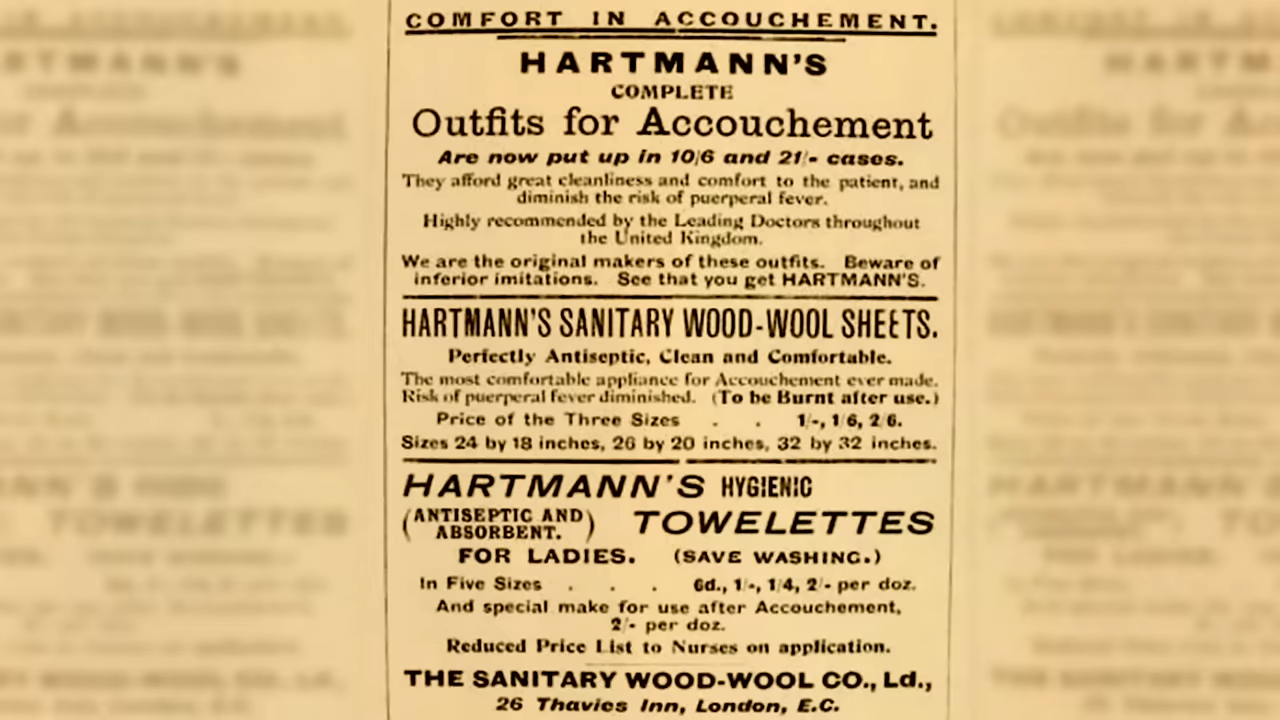 COMFORT IN ACCOUCHEMENT.
HARTMANN'S
COMPLETE
Outfits for Accouchement
Are now put up in 10/6 and 21/- cases.
They afford great cleanliness and comfort to the patient, and
diminish the risk of puerperal fever.
Highly recommended by the Leading Doctors throughout
the United Kingdom.
We are the original makers of these outfits. Beware of
inferior imitations. See that you get HARTMANN'S.
HARTMANN'S SANITARY WOOD-WOOL SHEETS.
Perfectly Antiseptic, Clean and Comfortable.
The most comfortable appliance for Accouchement ever made.
Risk of puerperal fever diminished. (To be Burnt after use.)
Price of the Three Sizes . . 1/-, 1/6, 2/6.
Sizes 24 by 18 inches, 26 by 20 inches, 32 by 32 inches.
HARTMANN'S HYGIENIC
(ANTISEPTIC AND ABSORBENT.) TOWELETTES
FOR LADIES. (SAVE WASHING.)
In Five Sizes . . . 6d., 1/-, 1/4, 2/- per doz.
And special make for use after Accouchement,
2/- per doz.
Reduced Price List to Nurses on application.
THE SANITARY WOOD-WOOL CO., Ld.,
26 Thavies Inn, London, E.C.